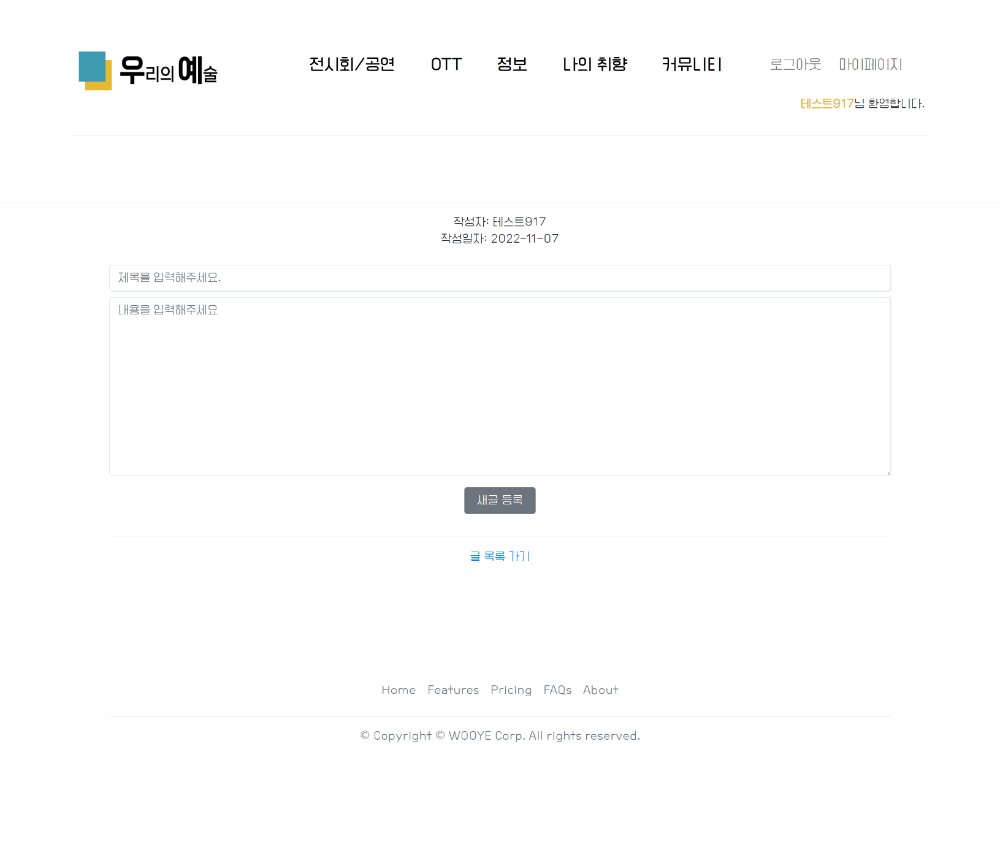 우리의 예술
전시회/공연 OTT 정보 나의 취향 커뮤니티 로그아웃 마이페이지
테스트917님 환영합니다.
작성자: 테스트917
작성일자: 2022-11-07
제목을 입력해주세요.
내용을 입력해주세요
새글 등록
글 목록 가기
Home Features Pricing FAQs About
© Copyright © WOOYE Corp. All rights reserved.